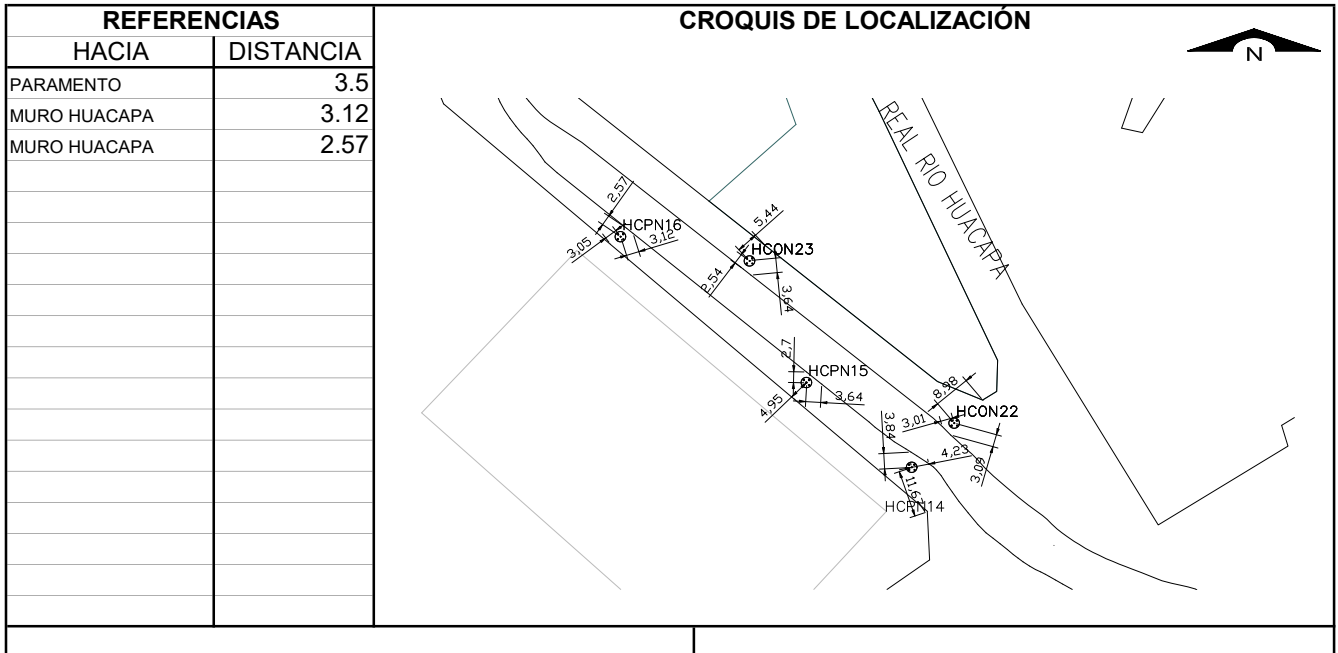 REFERENCIAS
HACIA DISTANCIA
PARAMENTO 3.5
MURO HUACAPA 3.12
MURO HUACAPA 2.57
CROQUIS DE LOCALIZACIÓN
N
REAL RIO HUACAPA
2,57
HCPN16
3,12
3,05
5,44
HCON23
2,54
3,64
2,7
HCPN15
3,64
4,95
8,98
HCON22
3,01
3,09
3,84
4,23
HCPN14